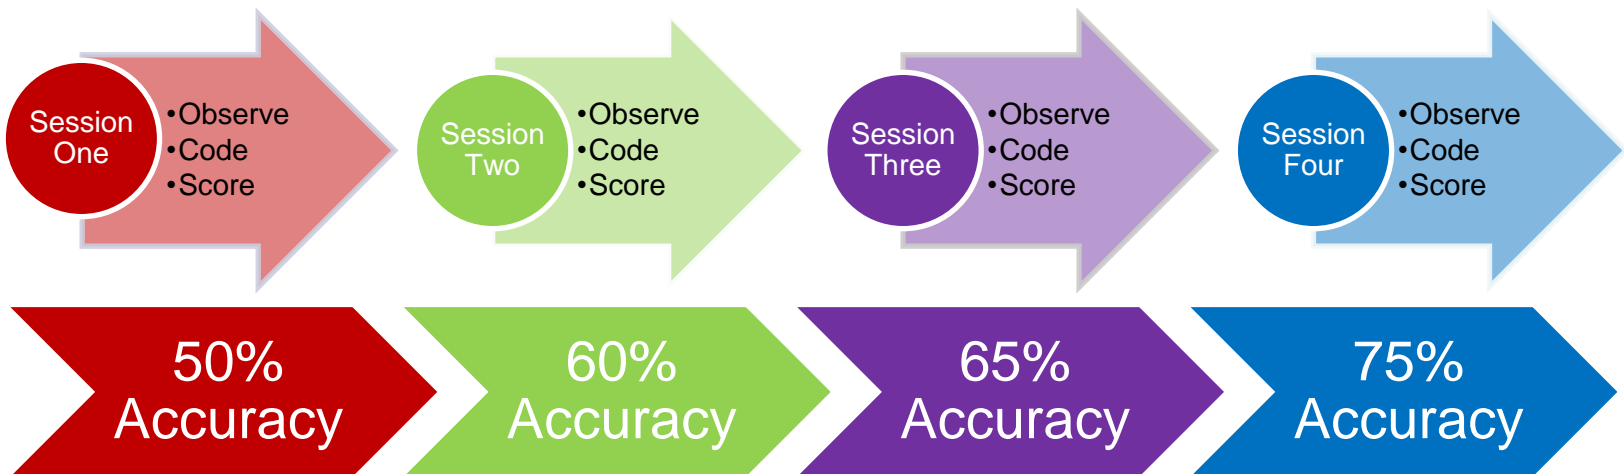 Session
One
•Observe
•Code
•Score
Session
Two
•Observe
•Code
•Score
Session
Three
•Observe
•Code
•Score
Session
Four
•Observe
•Code
•Score
50%
Accuracy
60%
Accuracy
65%
Accuracy
75%
Accuracy